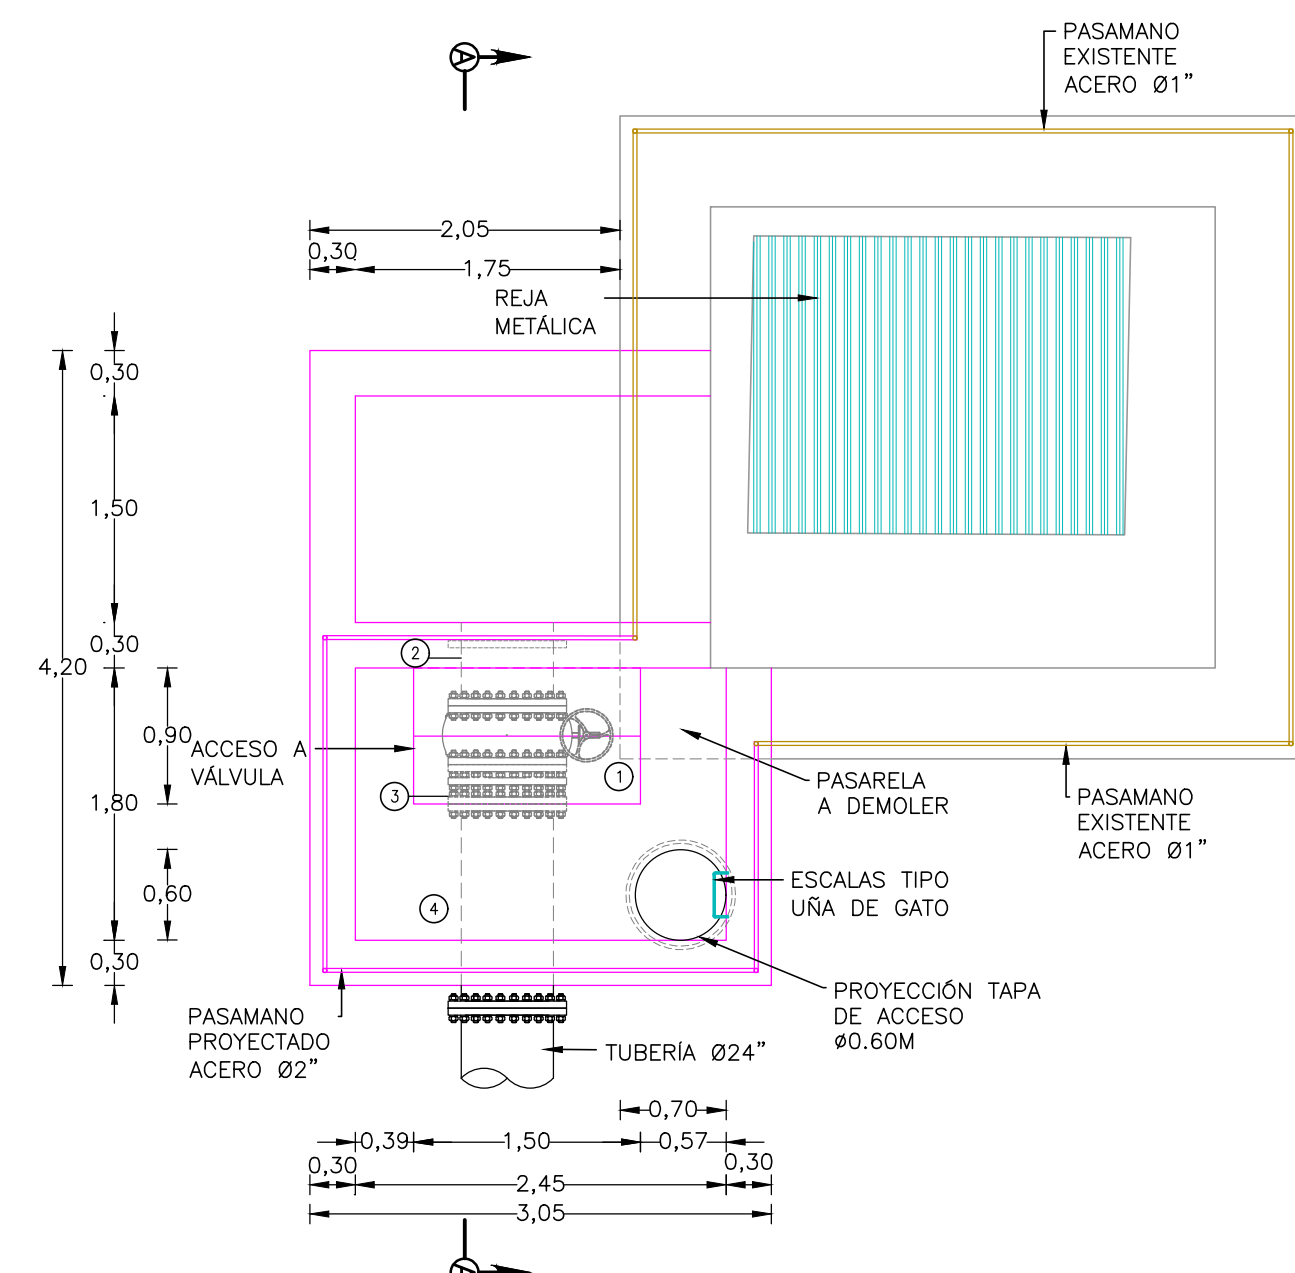 A
PASAMANO
EXISTENTE
ACERO Ø1”
2,05
0,30
1,75
REJA
METÁLICA
0,30
1,50
0,30
4,20
2
0,90
ACCESO A
VÁLVULA
1
PASARELA
A DEMOLER
3
1,80
PASAMANO
EXISTENTE
ACERO Ø1”
0,60
4
ESCALAS TIPO
UÑA DE GATO
0,30
PROYECCIÓN TAPA
DE ACCESO
ø0.60M
PASAMANO
PROYECTADO
ACERO Ø2”
TUBERÍA Ø24”
0,70
0,39
1,50
0,57
0,30
0,30
2,45
3,05
A